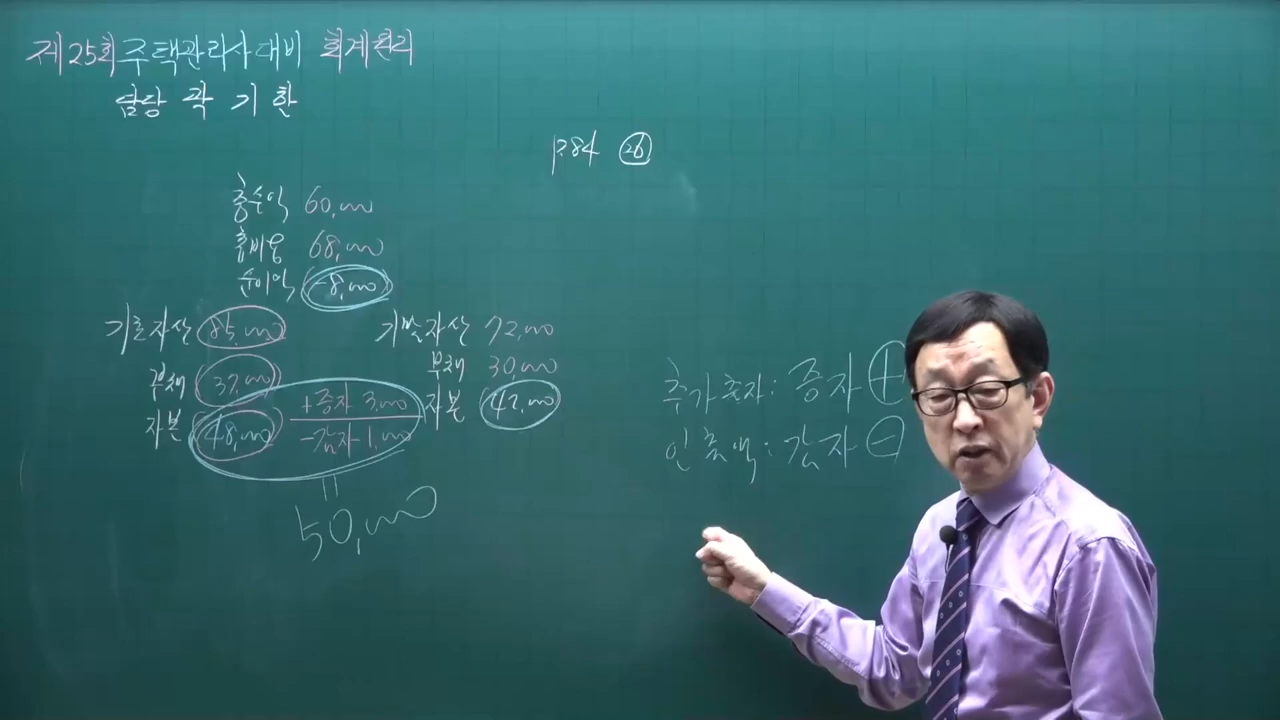 제25회 주택관리사대비 회계원리
담당 곽기환
p.84 26
총수익 60,000
총비용 68,000
순이익 -8,000
기초자산 85,000 기말자산 72,000
부채 37,000 부채 30,000
자본 48,000 +증자 3,000 -감자 1,000 자본 42,000
= 50,000
추가출자: 증자 +
인출액: 감자 -